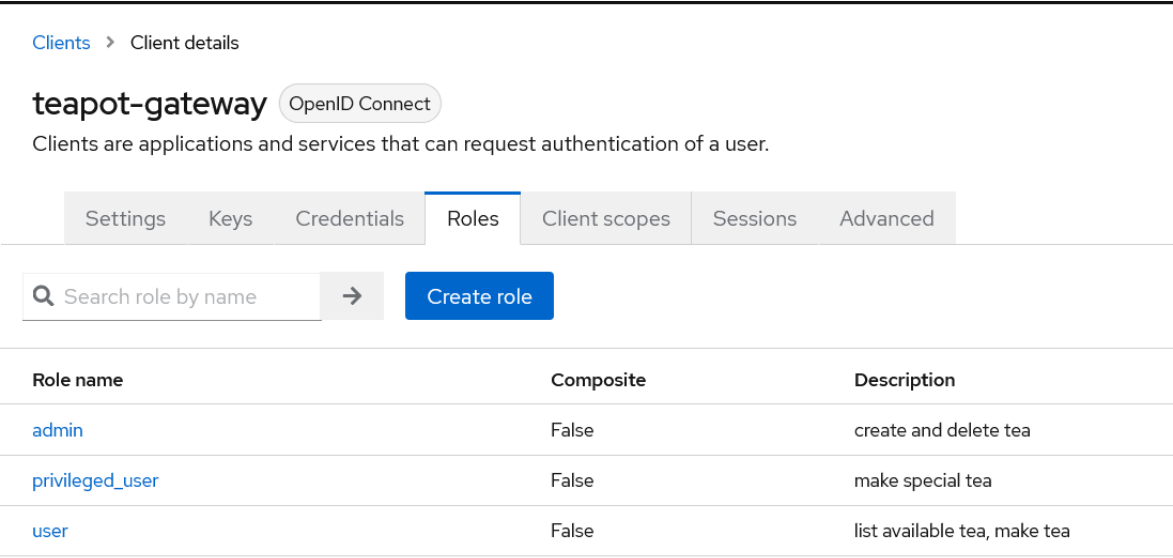 Clients > Client details
teapot-gateway OpenID Connect
Clients are applications and services that can request authentication of a user.
Settings Keys Credentials Roles Client scopes Sessions Advanced
Search role by name → Create role
Role name Composite Description
admin False create and delete tea
privileged_user False make special tea
user False list available tea, make tea